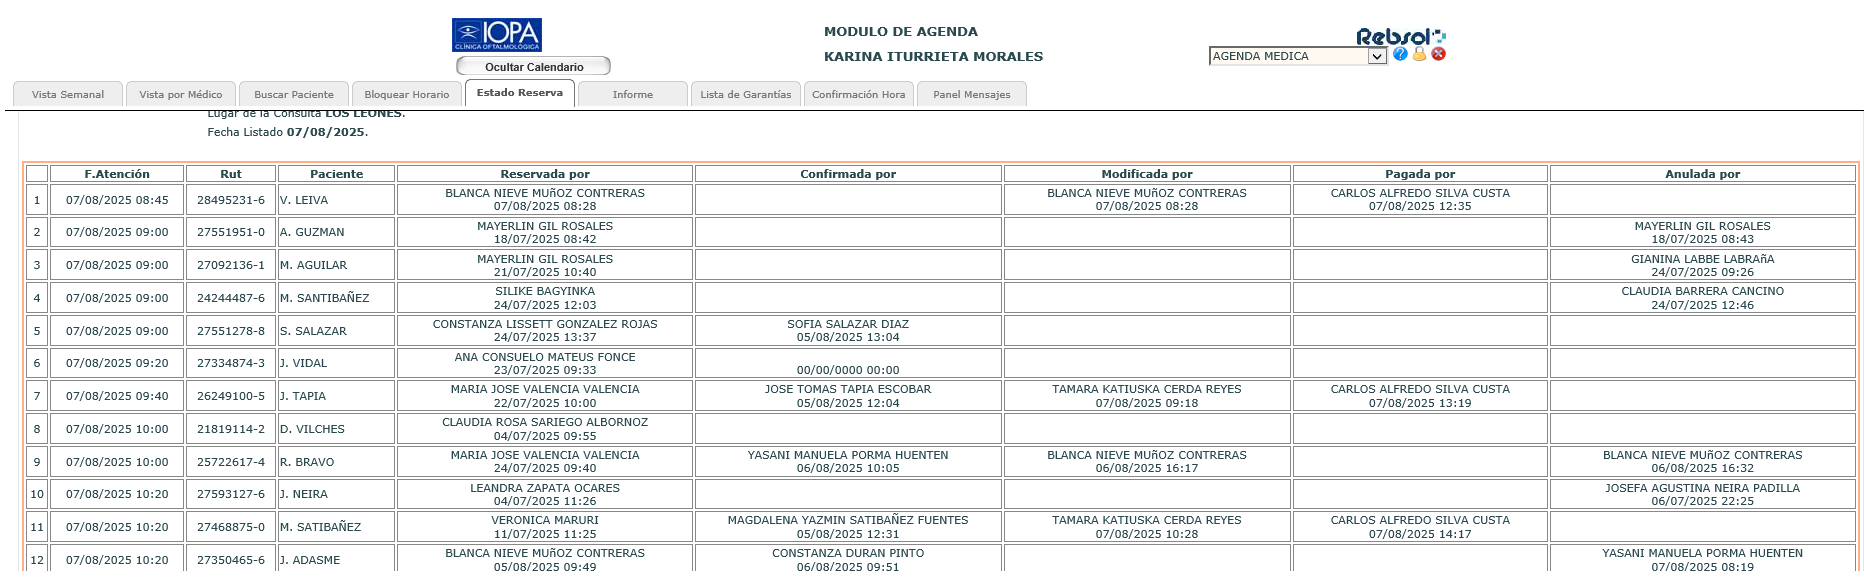 IOPA
CLÍNICA OFTALMOLÓGICA
MODULO DE AGENDA
KARINA ITURRIETA MORALES
Rebsol
AGENDA MEDICA
Ocultar Calendario
Vista Semanal Vista por Médico Buscar Paciente Bloquear Horario Estado Reserva Informe Lista de Garantías Confirmación Hora Panel Mensajes
Lugar de la Consulta LOS LEONES.
Fecha Listado 07/08/2025.
F.Atención Rut Paciente Reservada por Confirmada por Modificada por Pagada por Anulada por
1 07/08/2025 08:45 28495231-6 V. LEIVA BLANCA NIEVE MUñOZ CONTRERAS 07/08/2025 08:28 BLANCA NIEVE MUñOZ CONTRERAS 07/08/2025 08:28 CARLOS ALFREDO SILVA CUSTA 07/08/2025 12:35
2 07/08/2025 09:00 27551951-0 A. GUZMAN MAYERLIN GIL ROSALES 18/07/2025 08:42 MAYERLIN GIL ROSALES 18/07/2025 08:43
3 07/08/2025 09:00 27092136-1 M. AGUILAR MAYERLIN GIL ROSALES 21/07/2025 10:40 GIANINA LABBE LABRAñA 24/07/2025 09:26
4 07/08/2025 09:00 24244487-6 M. SANTIBAÑEZ SILIKE BAGYINKA 24/07/2025 12:03 CLAUDIA BARRERA CANCINO 24/07/2025 12:46
5 07/08/2025 09:00 27551278-8 S. SALAZAR CONSTANZA LISSETT GONZALEZ ROJAS 24/07/2025 13:37 SOFIA SALAZAR DIAZ 05/08/2025 13:04
6 07/08/2025 09:20 27334874-3 J. VIDAL ANA CONSUELO MATEUS FONCE 23/07/2025 09:33 00/00/0000 00:00
7 07/08/2025 09:40 26249100-5 J. TAPIA MARIA JOSE VALENCIA VALENCIA 22/07/2025 10:00 JOSE TOMAS TAPIA ESCOBAR 05/08/2025 12:04 TAMARA KATIUSKA CERDA REYES 07/08/2025 09:18 CARLOS ALFREDO SILVA CUSTA 07/08/2025 13:19
8 07/08/2025 10:00 21819114-2 D. VILCHES CLAUDIA ROSA SARIEGO ALBORNOZ 04/07/2025 09:55
9 07/08/2025 10:00 25722617-4 R. BRAVO MARIA JOSE VALENCIA VALENCIA 24/07/2025 09:40 YASANI MANUELA PORMA HUENTEN 06/08/2025 10:05 BLANCA NIEVE MUñOZ CONTRERAS 06/08/2025 16:17 BLANCA NIEVE MUñOZ CONTRERAS 06/08/2025 16:32
10 07/08/2025 10:20 27593127-6 J. NEIRA LEANDRA ZAPATA OCARES 04/07/2025 11:26 JOSEFA AGUSTINA NEIRA PADILLA 06/07/2025 22:25
11 07/08/2025 10:20 27468875-0 M. SATIBAÑEZ VERONICA MARURI 11/07/2025 11:25 MAGDALENA YAZMIN SATIBAÑEZ FUENTES 05/08/2025 12:31 TAMARA KATIUSKA CERDA REYES 07/08/2025 10:28 CARLOS ALFREDO SILVA CUSTA 07/08/2025 14:17
12 07/08/2025 10:20 27350465-6 J. ADASME BLANCA NIEVE MUñOZ CONTRERAS 05/08/2025 09:49 CONSTANZA DURAN PINTO 06/08/2025 09:51 YASANI MANUELA PORMA HUENTEN 07/08/2025 08:19